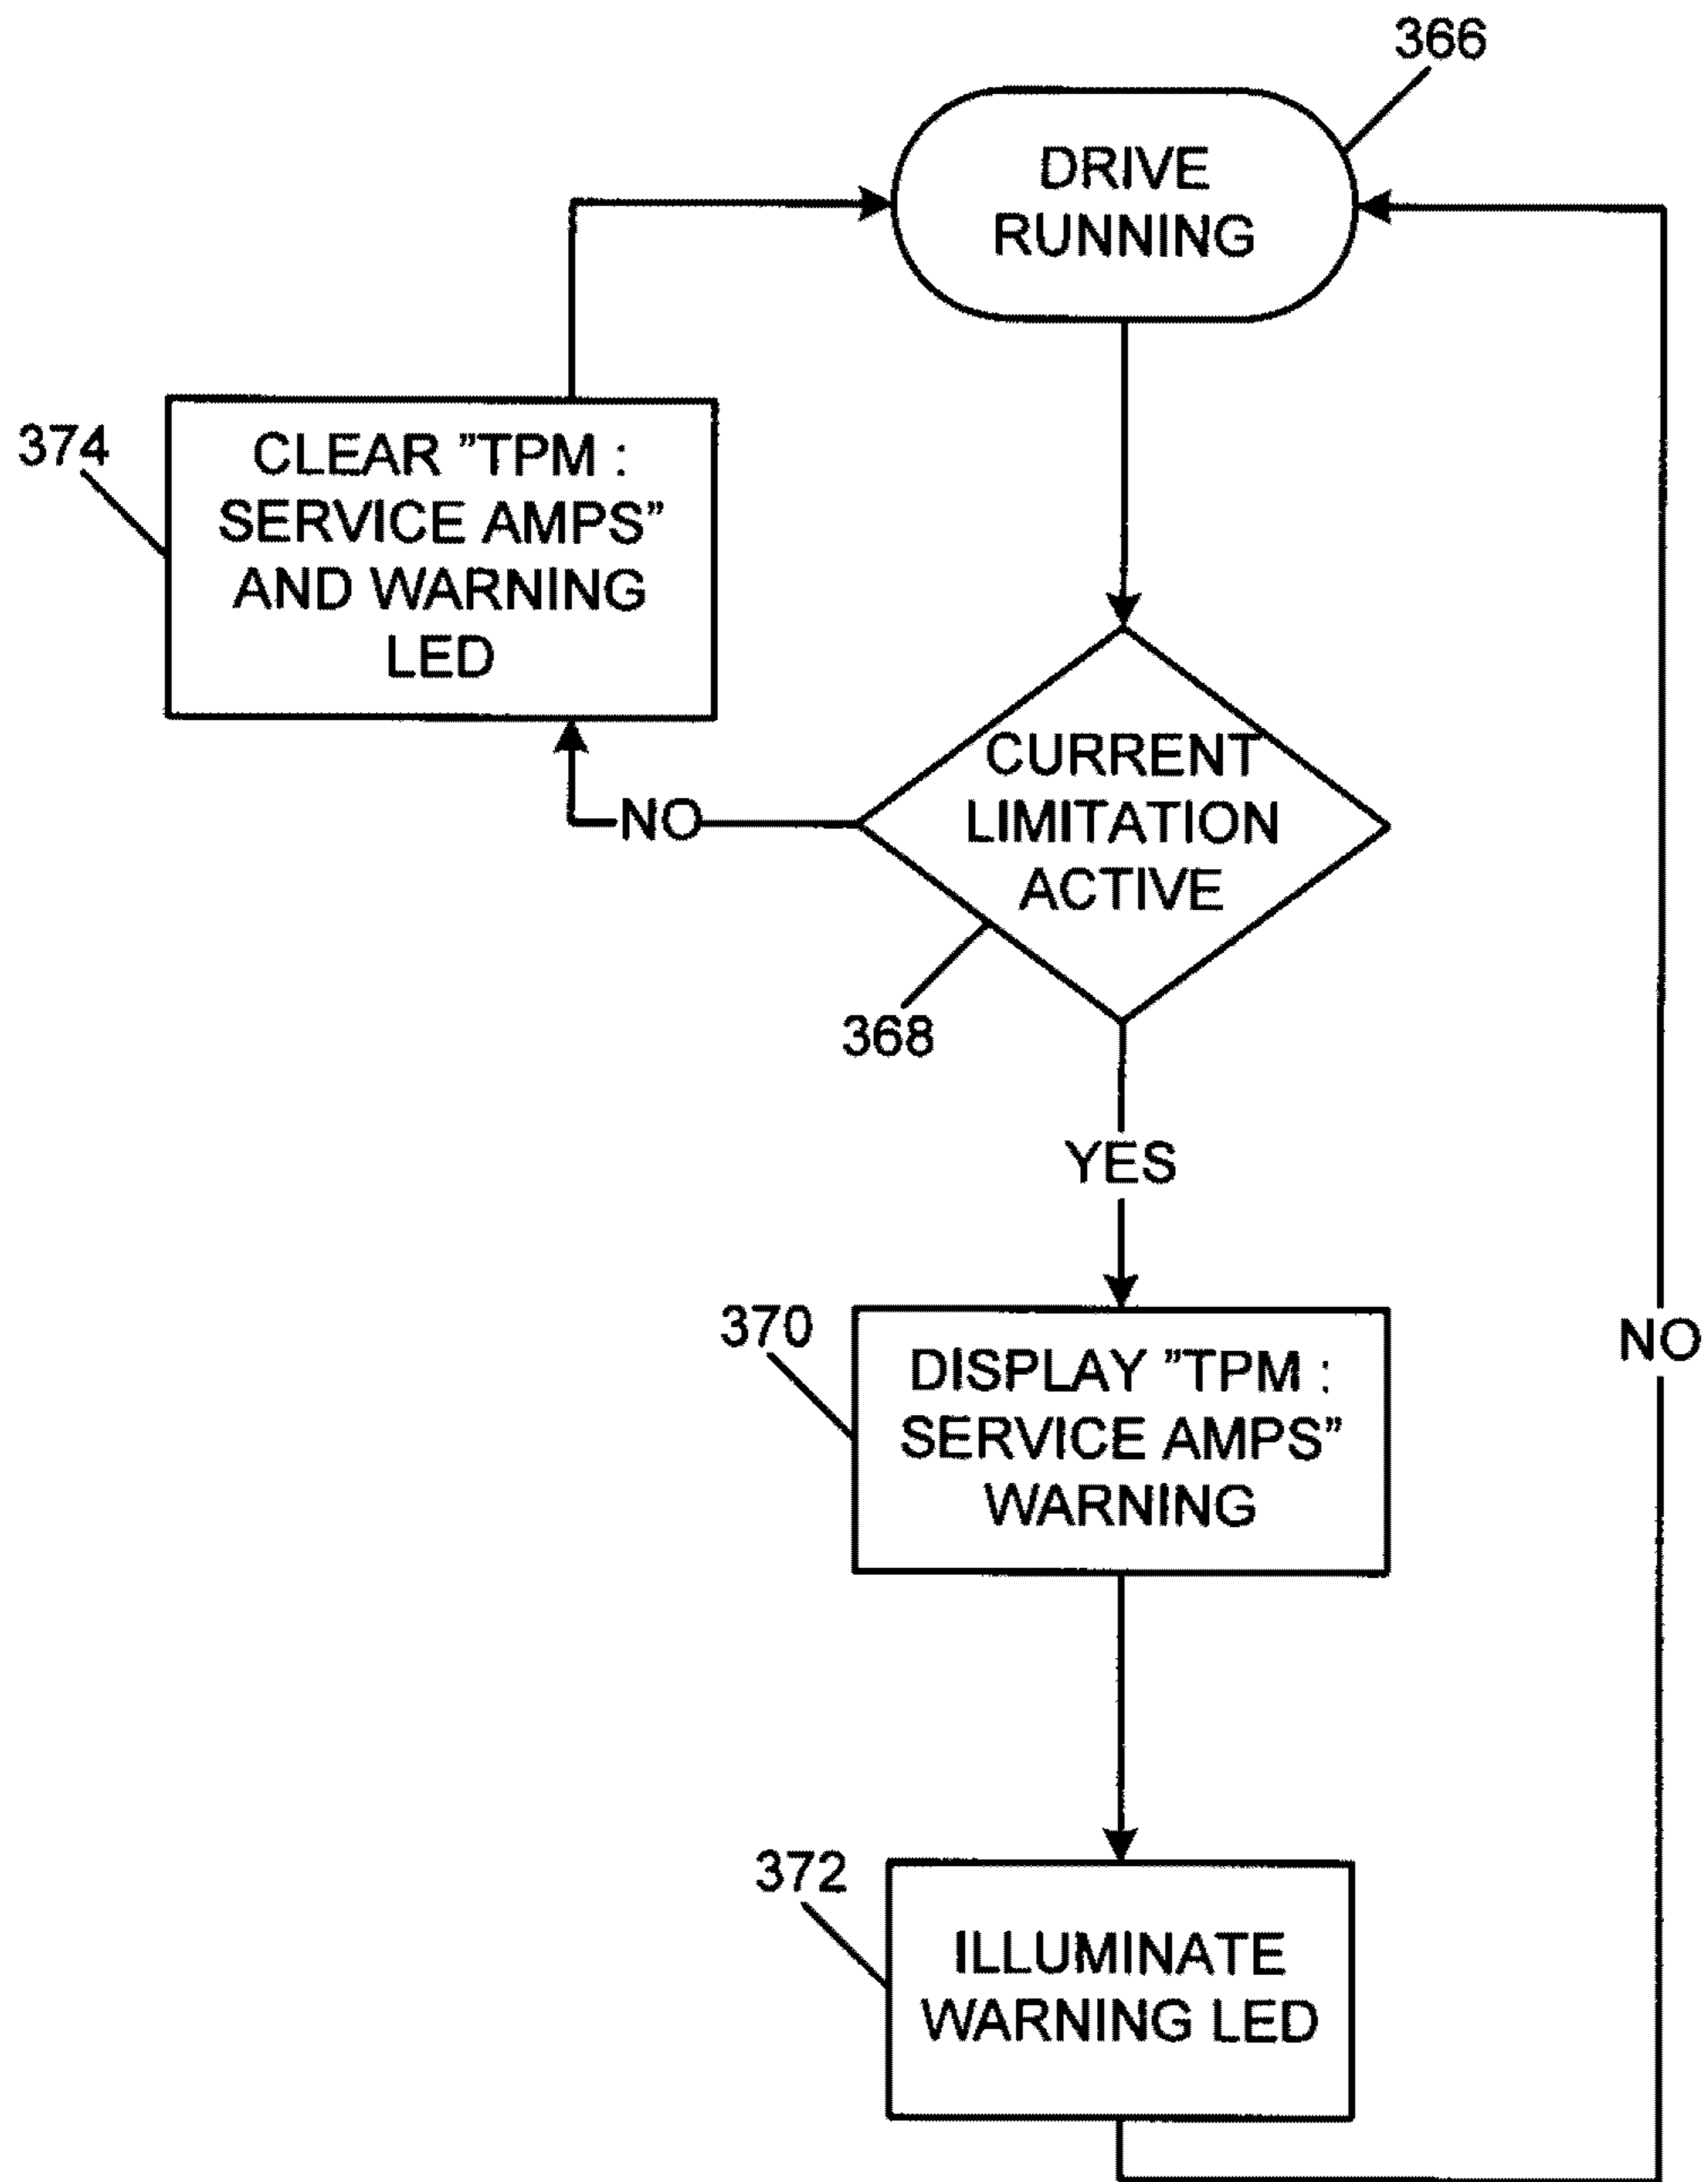 366
DRIVE
RUNNING
374
CLEAR ”TPM :
SERVICE AMPS”
AND WARNING
LED
CURRENT
LIMITATION
ACTIVE
NO
368
YES
370
DISPLAY ”TPM :
SERVICE AMPS”
WARNING
NO
372
ILLUMINATE
WARNING LED